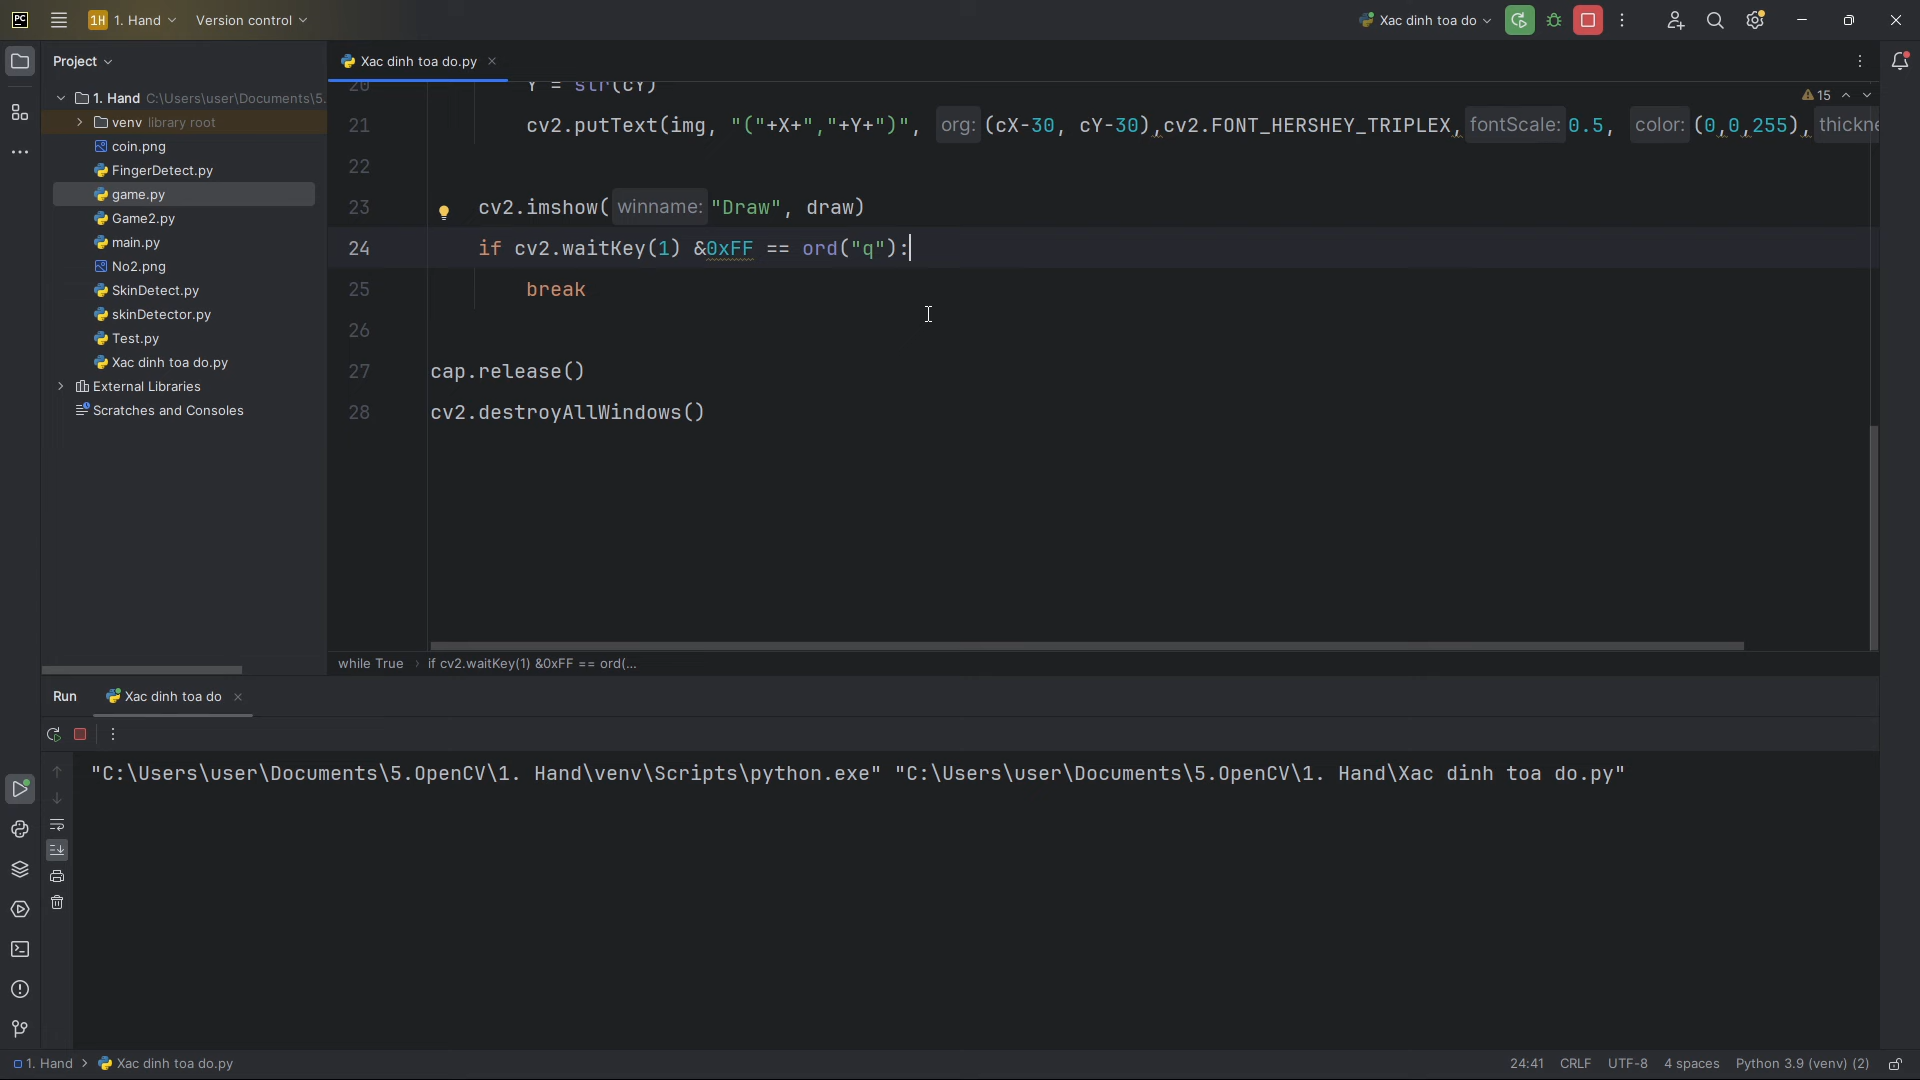 PC
1H 1. Hand
Version control
Xac dinh toa do
Project
Xac dinh toa do.py
1. Hand C:\Users\user\Documents\5.
venv library root
coin.png
FingerDetect.py
game.py
Game2.py
main.py
No2.png
SkinDetect.py
skinDetector.py
Test.py
Xac dinh toa do.py
External Libraries
Scratches and Consoles
15
20 Y = str(cY)
21 cv2.putText(img, "("+X+","+Y+")", org: (cX-30, cY-30),cv2.FONT_HERSHEY_TRIPLEX, fontScale: 0.5, color: (0,0,255), thickne
22
23 cv2.imshow( winname: "Draw", draw)
24 if cv2.waitKey(1) &0xFF == ord("q"):
25 break
26
27 cap.release()
28 cv2.destroyAllWindows()
while True › if cv2.waitKey(1) &0xFF == ord(...
Run Xac dinh toa do
"C:\Users\user\Documents\5.OpenCV\1. Hand\venv\Scripts\python.exe" "C:\Users\user\Documents\5.OpenCV\1. Hand\Xac dinh toa do.py"
1. Hand › Xac dinh toa do.py
24:41 CRLF UTF-8 4 spaces Python 3.9 (venv) (2)